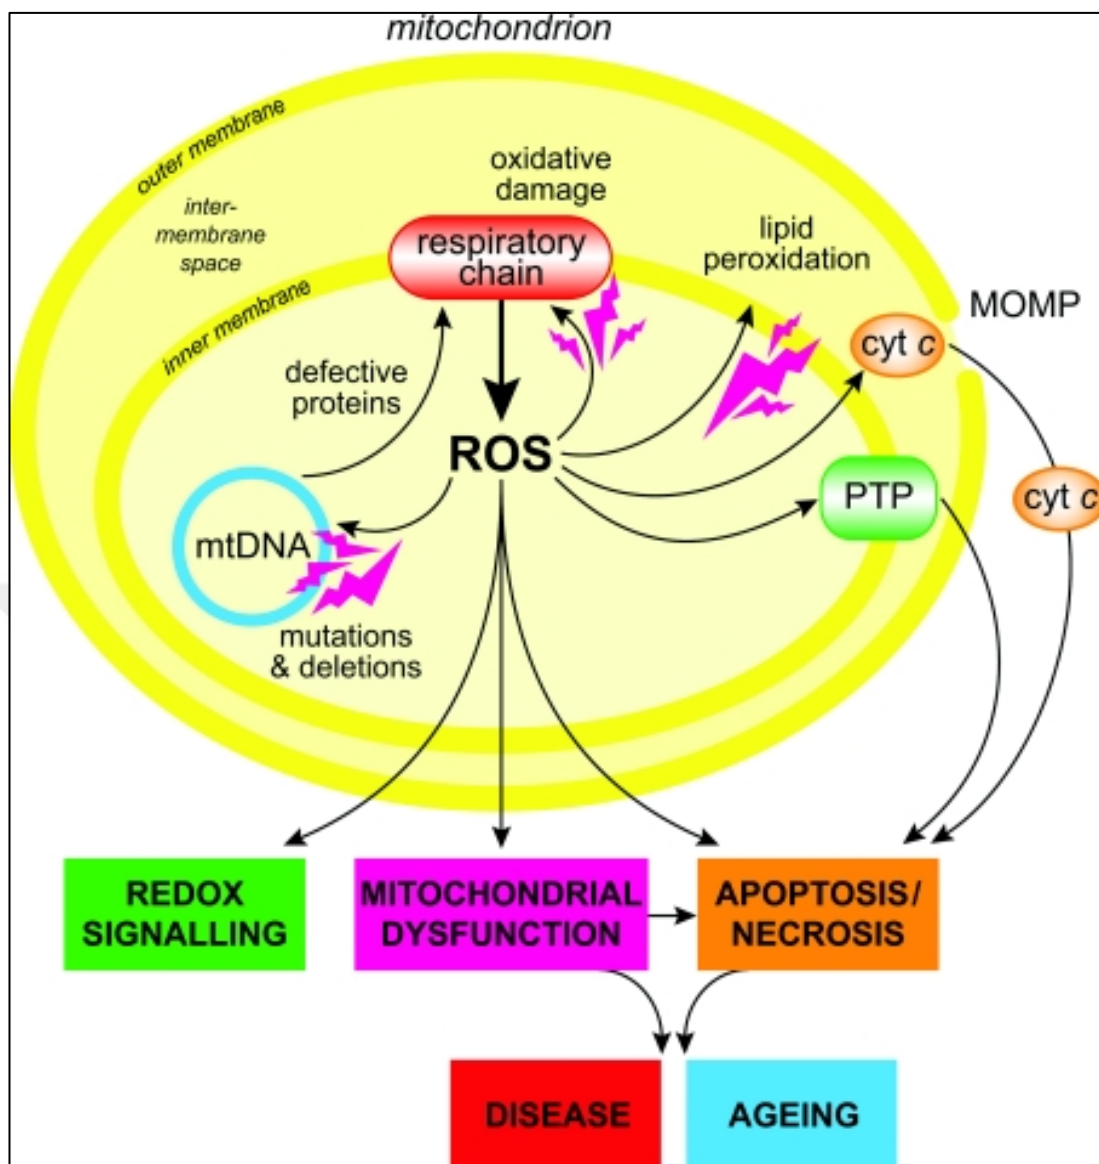 mitochondrion
outer membrane
inter-
membrane
space
inner membrane
oxidative
damage
respiratory
chain
lipid
peroxidation
MOMP
cyt c
defective
proteins
ROS
PTP
cyt c
mtDNA
mutations
& deletions
REDOX
SIGNALLING
MITOCHONDRIAL
DYSFUNCTION
APOPTOSIS/
NECROSIS
DISEASE
AGEING